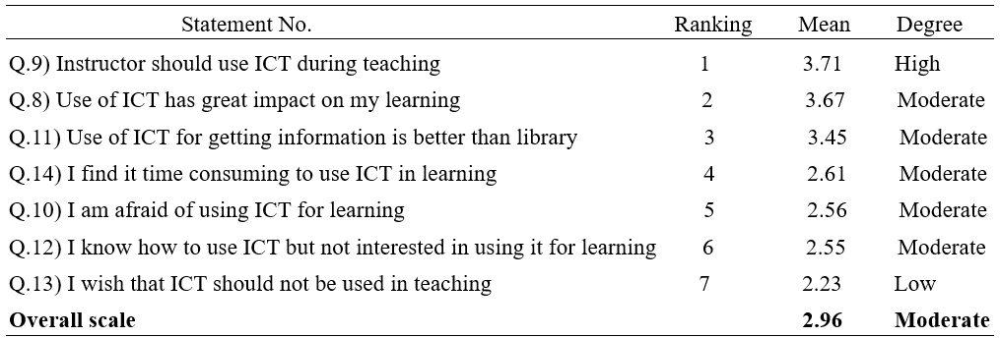 Statement No. Ranking Mean Degree
Q.9) Instructor should use ICT during teaching 1 3.71 High
Q.8) Use of ICT has great impact on my learning 2 3.67 Moderate
Q.11) Use of ICT for getting information is better than library 3 3.45 Moderate
Q.14) I find it time consuming to use ICT in learning 4 2.61 Moderate
Q.10) I am afraid of using ICT for learning 5 2.56 Moderate
Q.12) I know how to use ICT but not interested in using it for learning 6 2.55 Moderate
Q.13) I wish that ICT should not be used in teaching 7 2.23 Low
Overall scale 2.96 Moderate